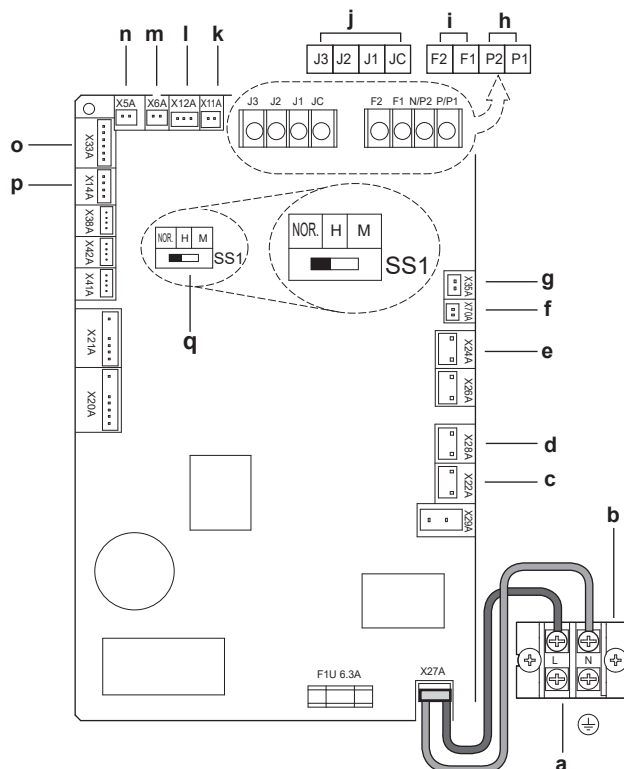 j
i
h
n
m
l
k
J3 J2 J1 JC
F2 F1 P2 P1
X5A
X6A
X12A
X11A
J3 J2 J1 JC
F2 F1 N/P2 P/P1
o
X33A
p
X14A
X38A
X42A
X41A
NOR. H M
SS1
NOR. H M
SS1
q
X35A
g
X70A
f
X24A
e
X26A
X21A
X20A
X28A
d
X22A
c
X29A
b
L N
F1U 6.3A
X27A
a